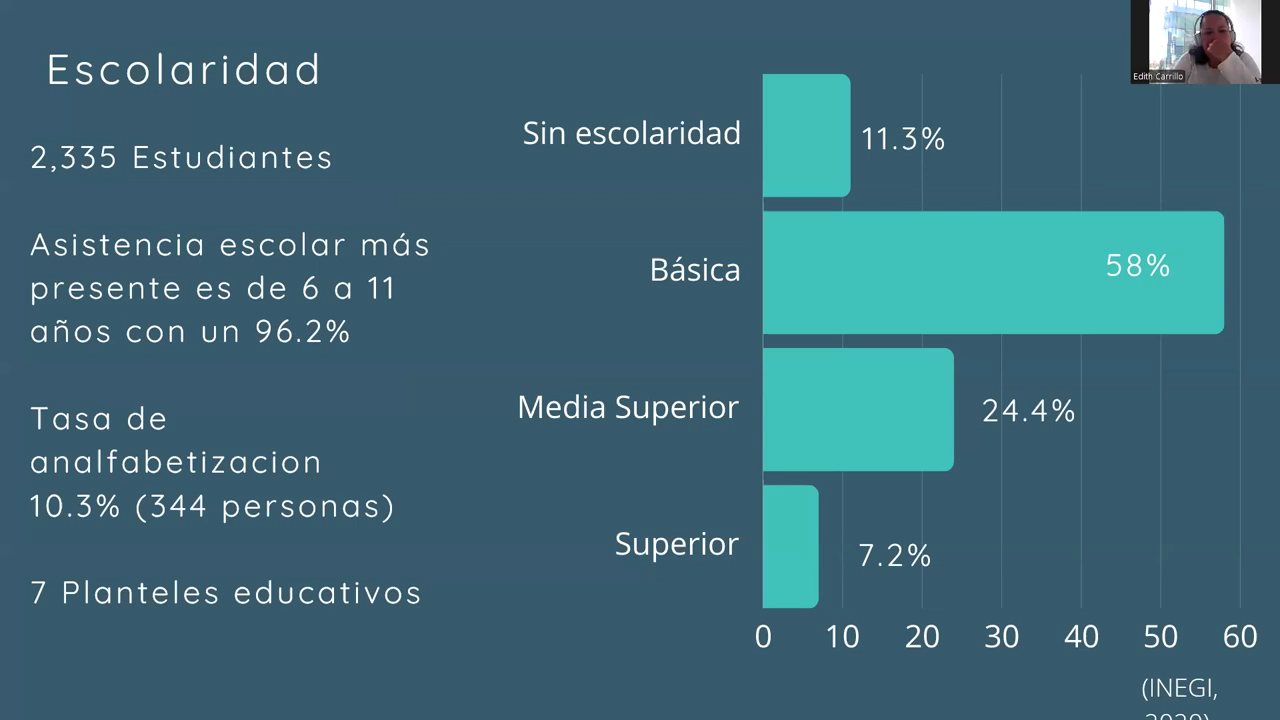 Escolaridad
2,335 Estudiantes
Asistencia escolar más
presente es de 6 a 11
años con un 96.2%
Tasa de
analfabetizacion
10.3% (344 personas)
7 Planteles educativos
Sin escolaridad
11.3%
Básica
58%
Media Superior
24.4%
Superior
7.2%
0 10 20 30 40 50 60
(INEGI,
2020)
Edith Carrillo